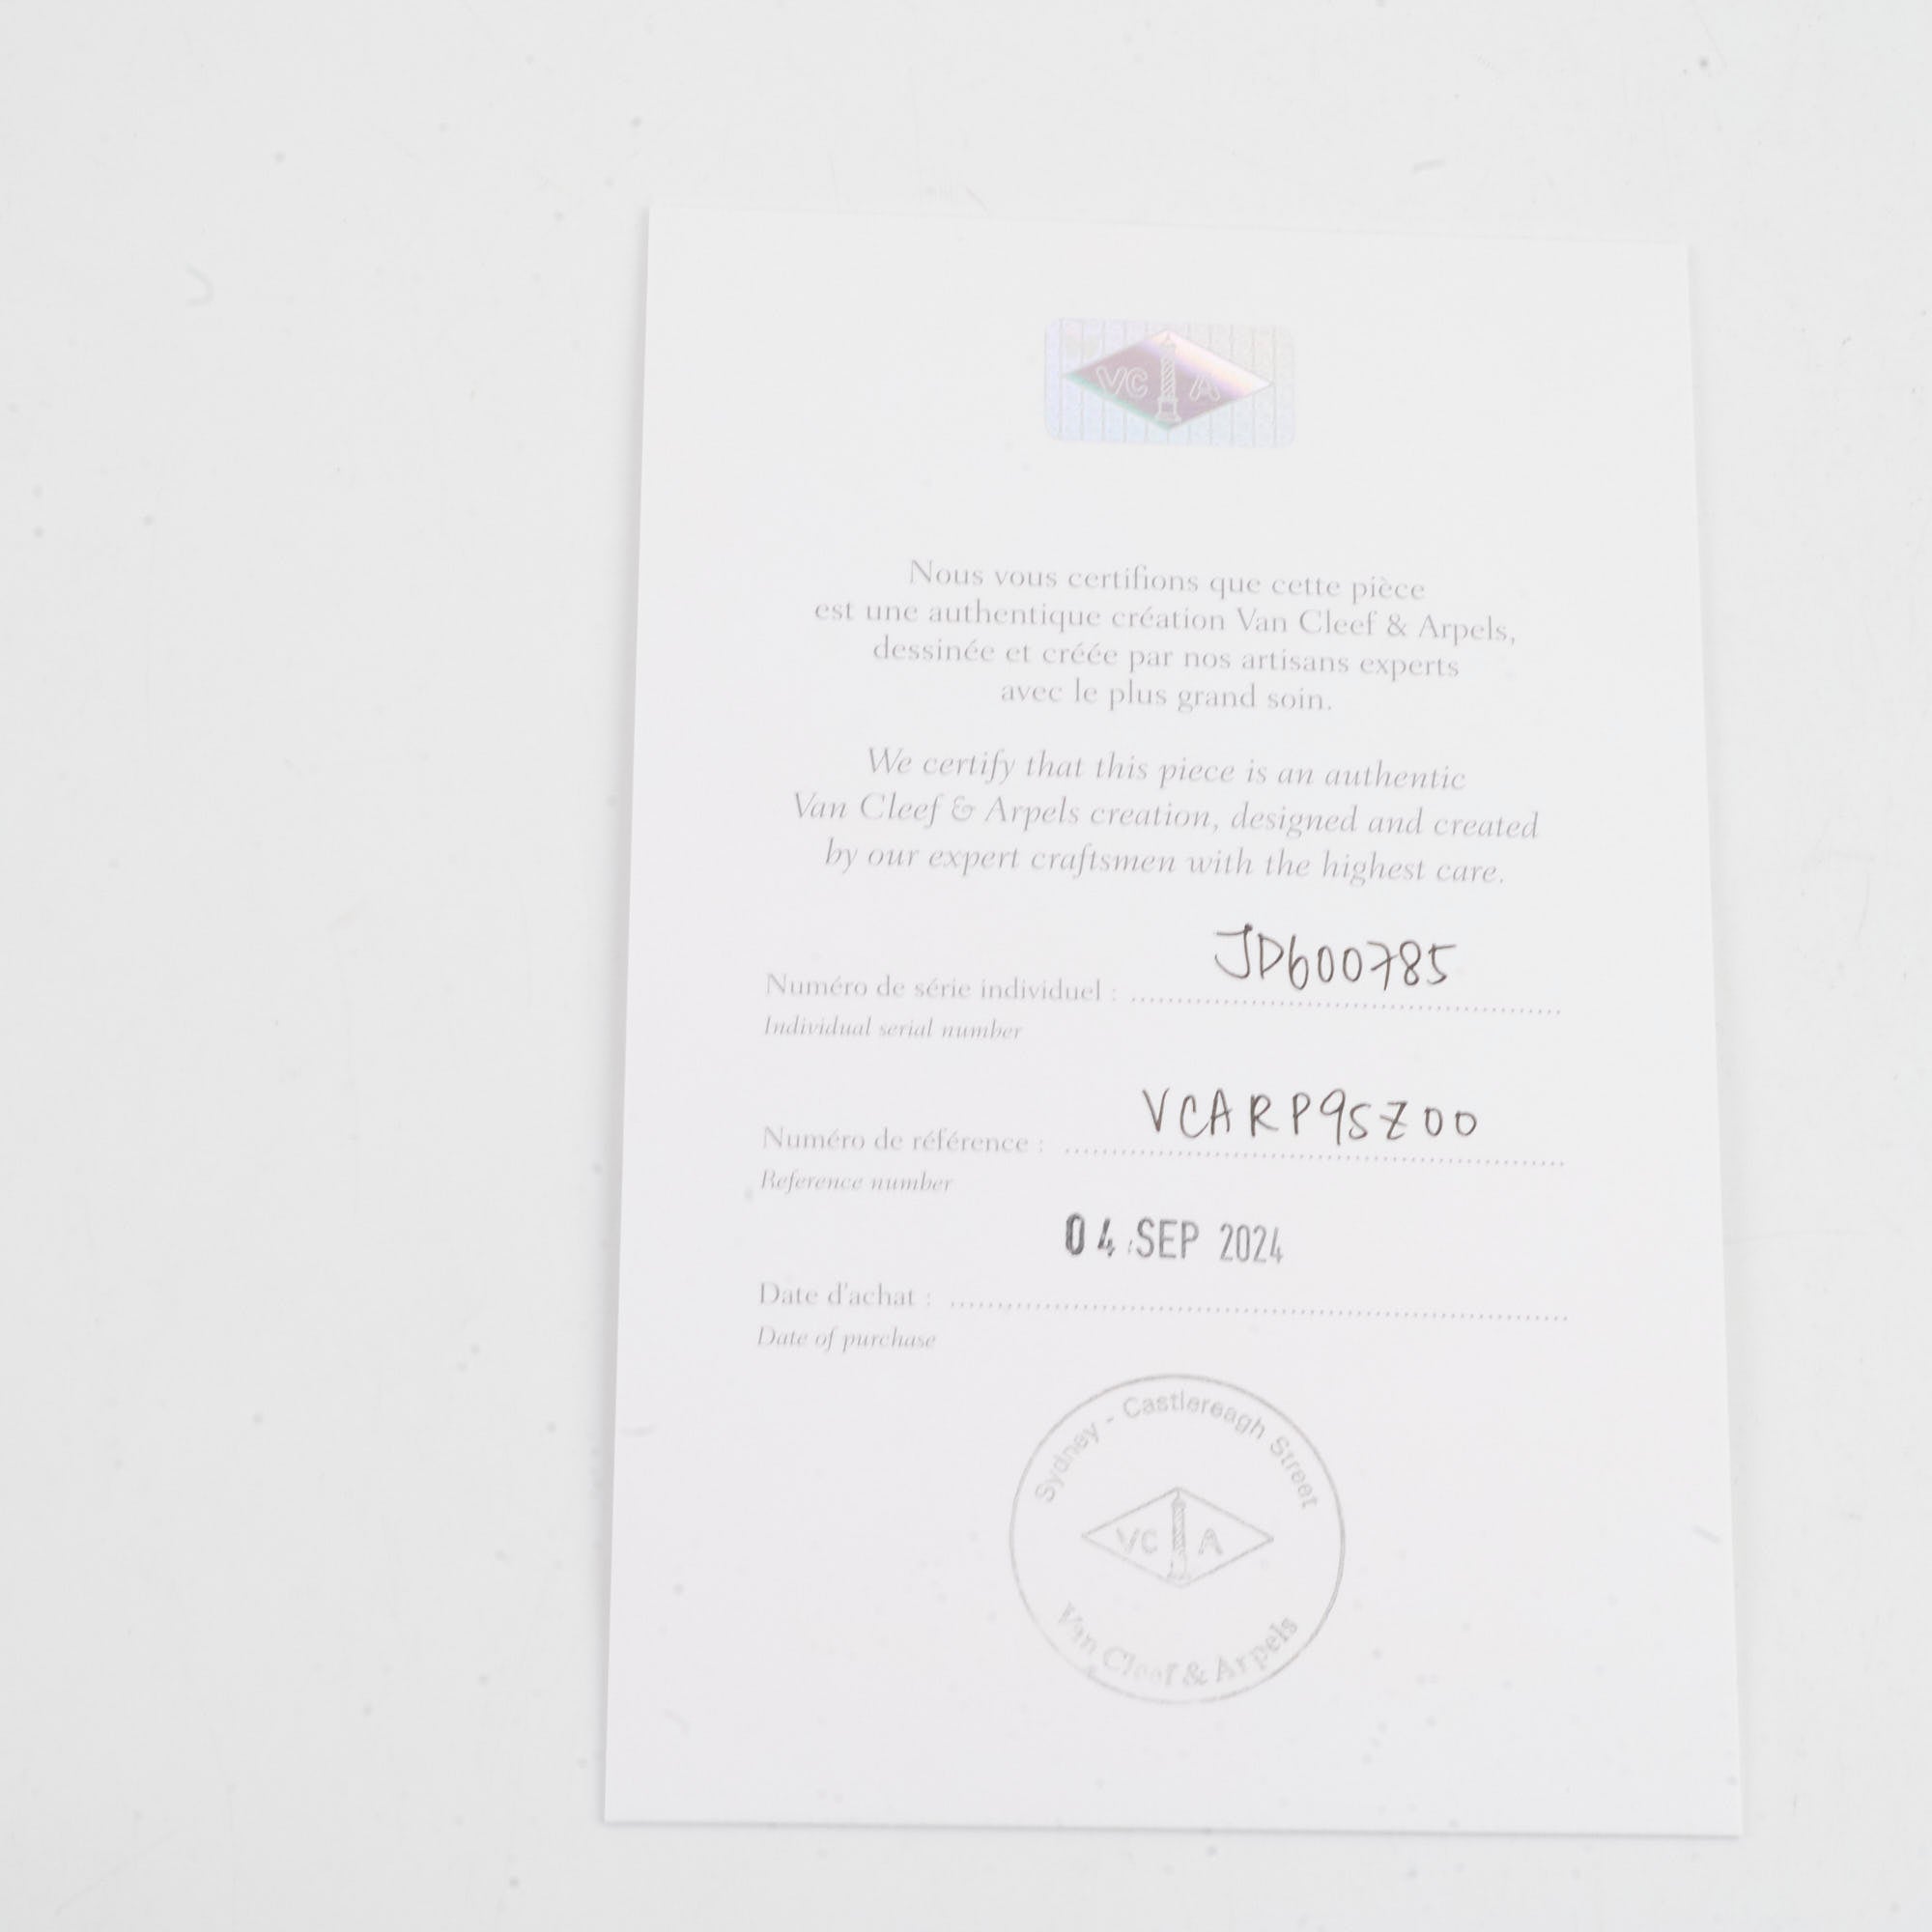 VC A
Nous vous certifions que cette pièce
est une authentique création Van Cleef & Arpels,
dessinée et créée par nos artisans experts
avec le plus grand soin.
We certify that this piece is an authentic
Van Cleef & Arpels creation, designed and created
by our expert craftsmen with the highest care.
Numéro de série individuel : JD600785
Individual serial number
Numéro de référence : VCARP9SZ00
Reference number
04 SEP 2024
Date d'achat :
Date of purchase
Sydney - Castlereagh Street
VC A
Van Cleef & Arpels